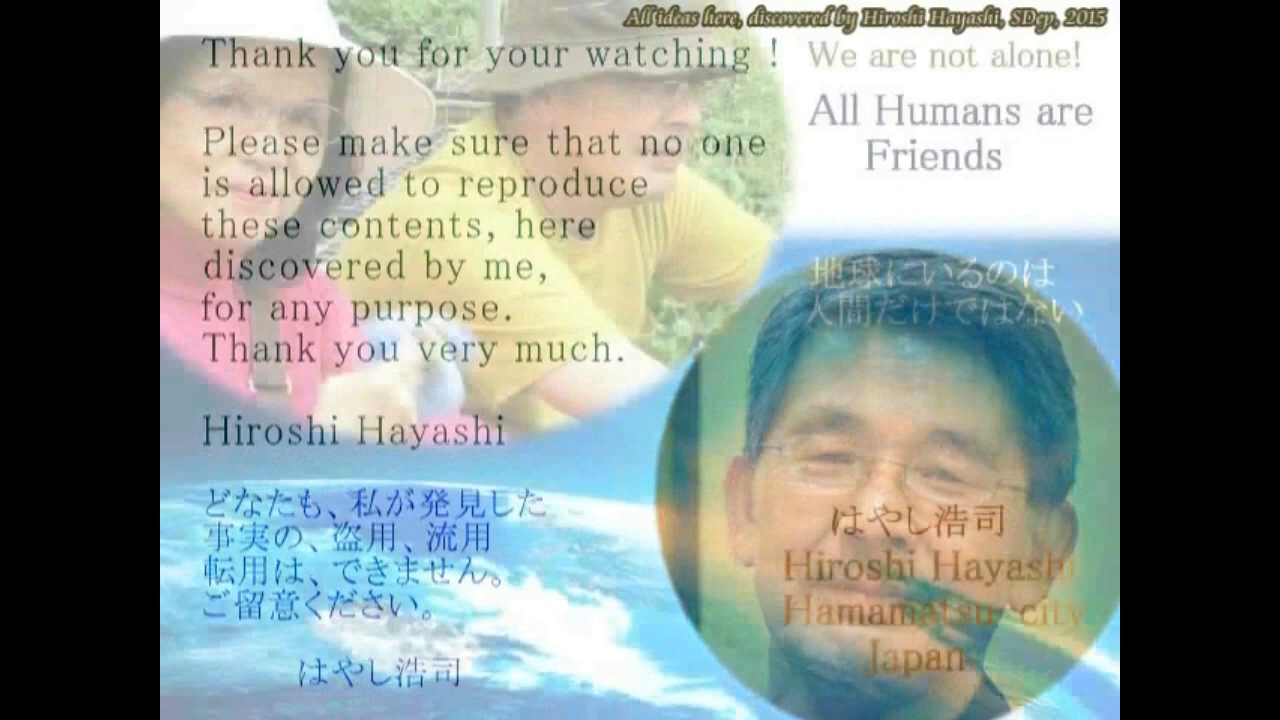 All ideas here, discovered by Hiroshi Hayashi, SDep, 2015
Thank you for your watching !
We are not alone!
All Humans are
Friends
Please make sure that no one
is allowed to reproduce
these contents, here
discovered by me,
for any purpose.
Thank you very much.
Hiroshi Hayashi
地球にいるのは
人間だけではない
どなたも、私が発見した
事実の、盗用、流用
転用は、できません。
ご留意ください。
はやし浩司
はやし浩司
Hiroshi Hayashi
Hamamatsu city
Japan